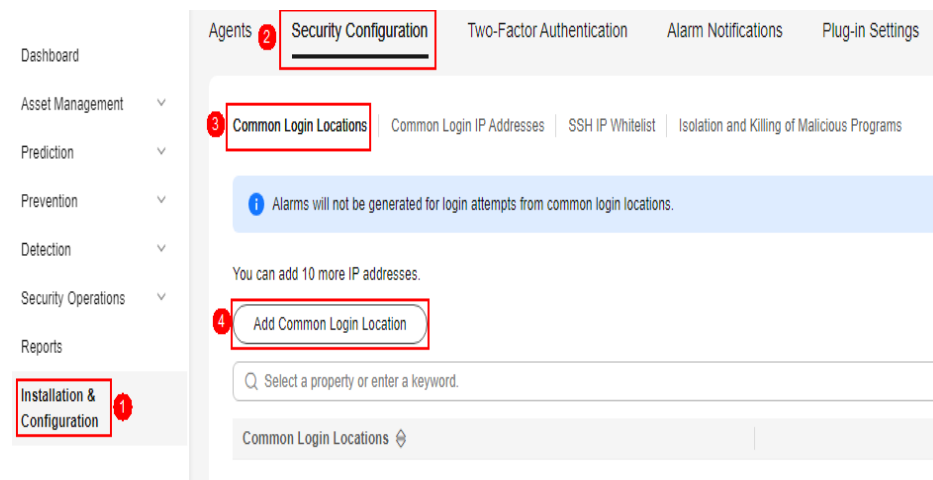 Dashboard
Asset Management
Prediction
Prevention
Detection
Security Operations
Reports
Installation &
Configuration
1
Agents 2 Security Configuration Two-Factor Authentication Alarm Notifications Plug-in Settings
3 Common Login Locations Common Login IP Addresses SSH IP Whitelist Isolation and Killing of Malicious Programs
i Alarms will not be generated for login attempts from common login locations.
You can add 10 more IP addresses.
4 Add Common Login Location
Select a property or enter a keyword.
Common Login Locations